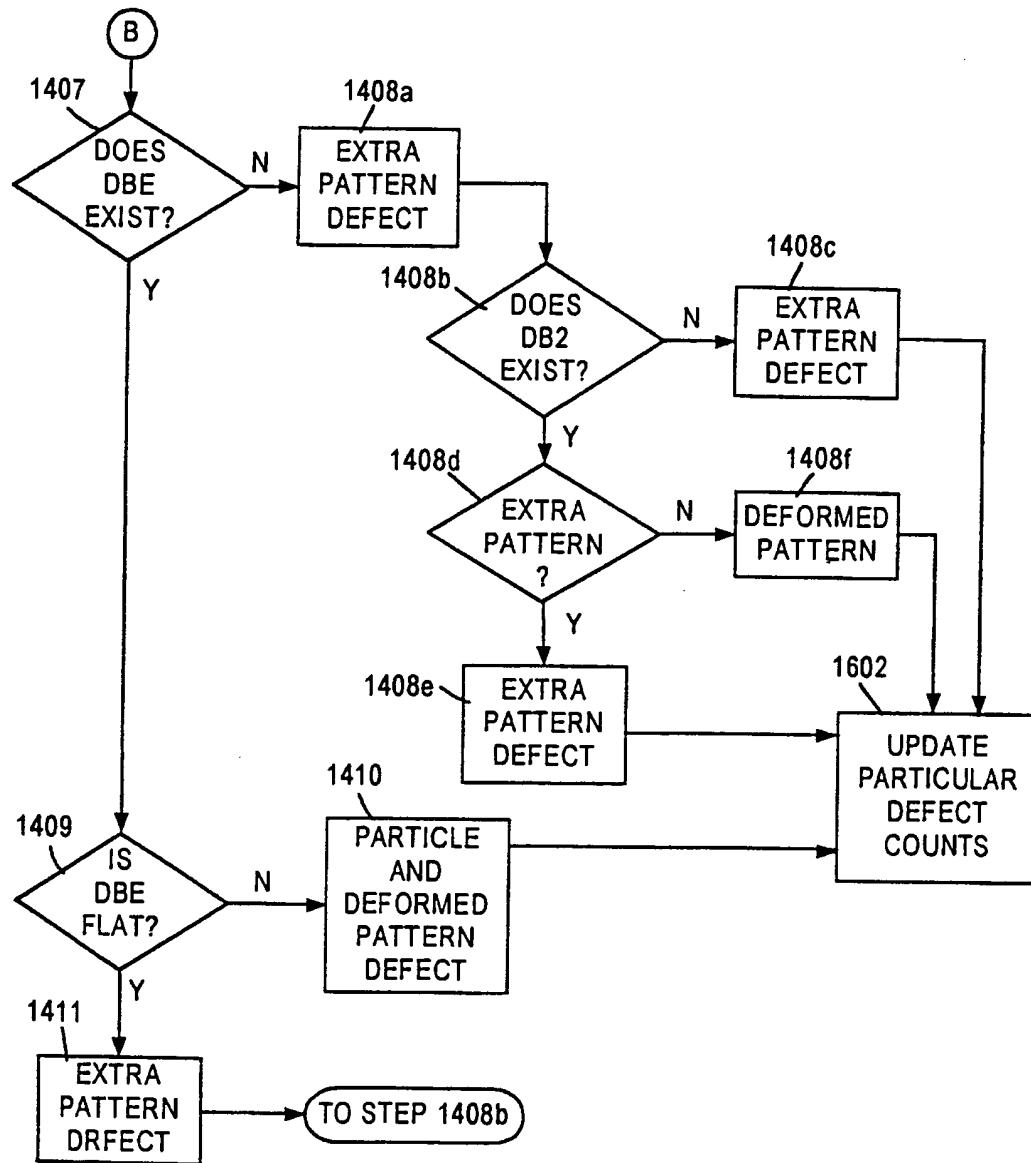 B
1407
DOES
DBE
EXIST?
N
Y
1408a
EXTRA
PATTERN
DEFECT
1408b
DOES
DB2
EXIST?
N
Y
1408c
EXTRA
PATTERN
DEFECT
1408d
EXTRA
PATTERN
?
N
Y
1408f
DEFORMED
PATTERN
1408e
EXTRA
PATTERN
DEFECT
1602
UPDATE
PARTICULAR
DEFECT
COUNTS
1409
IS
DBE
FLAT?
N
Y
1410
PARTICLE
AND
DEFORMED
PATTERN
DEFECT
1411
EXTRA
PATTERN
DRFECT
TO STEP 1408b